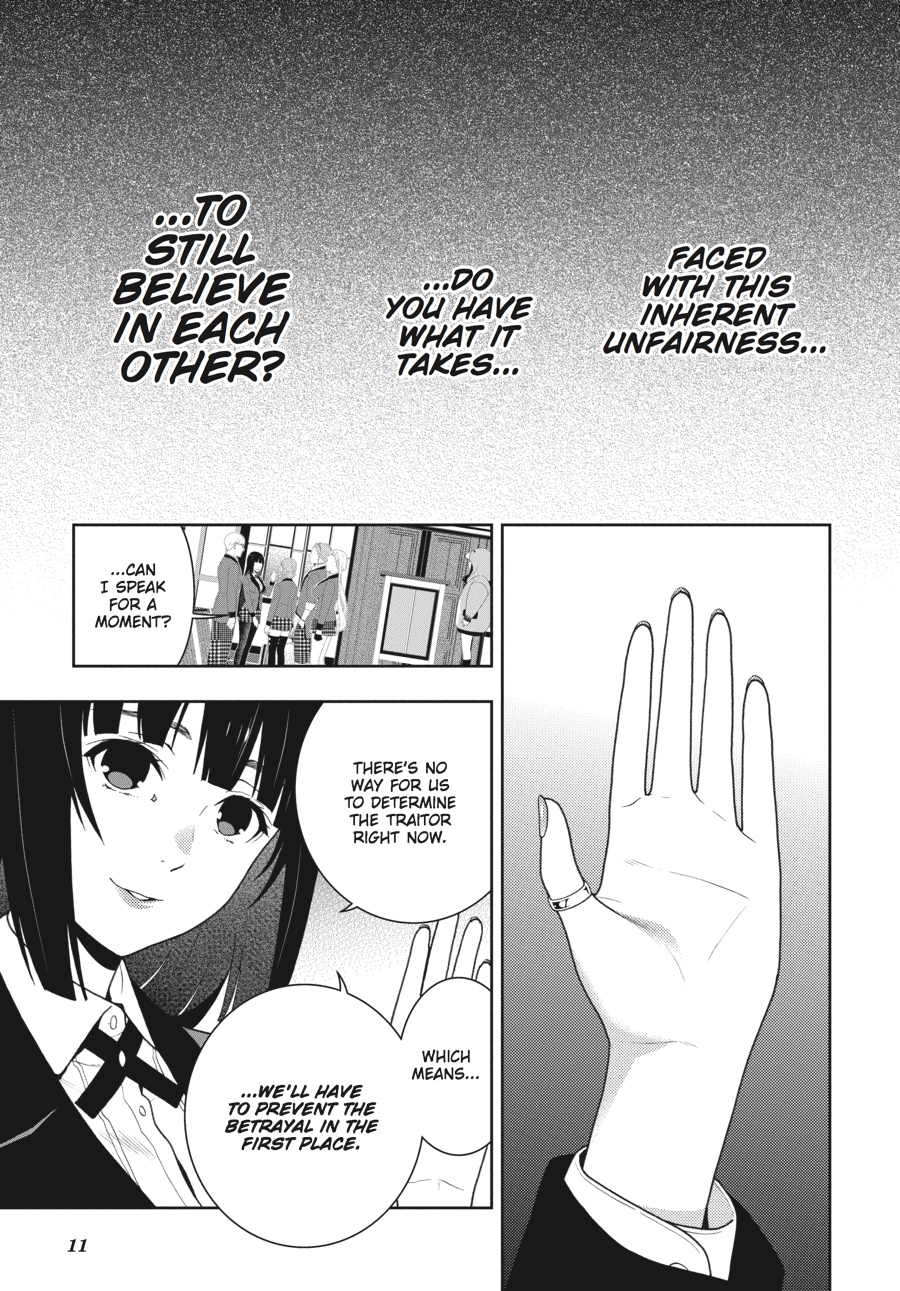 FACED
WITH THIS
INHERENT
UNFAIRNESS...
...DO
YOU HAVE
WHAT IT
TAKES...
...TO
STILL
BELIEVE
IN EACH
OTHER?
...CAN
I SPEAK
FOR A
MOMENT?
THERE'S NO
WAY FOR US
TO DETERMINE
THE TRAITOR
RIGHT NOW.
WHICH
MEANS...
...WE'LL HAVE
TO PREVENT THE
BETRAYAL IN THE
FIRST PLACE.
11